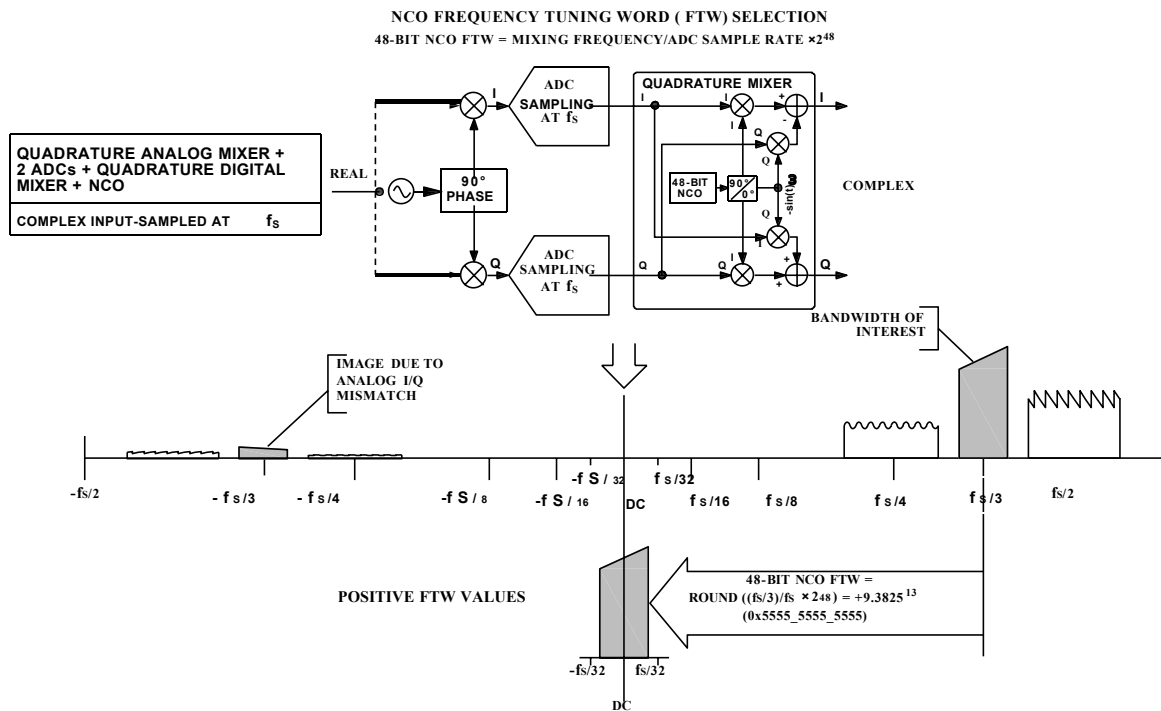 NCO FREQUENCY TUNING WORD ( FTW) SELECTION
48-BIT NCO FTW = MIXING FREQUENCY/ADC SAMPLE RATE ×2⁴⁸
QUADRATURE ANALOG MIXER +
2 ADCs + QUADRATURE DIGITAL
MIXER + NCO
COMPLEX INPUT-SAMPLED AT fS
REAL
90°
PHASE
I
Q
ADC
SAMPLING
AT fS
ADC
SAMPLING
AT fS
QUADRATURE MIXER
I
I
+
I
-
Q
Q
I
48-BIT
NCO
90°
0°
Q
-sin(t)
Q
I
I
+
Q
Q
+
Q
COMPLEX
BANDWIDTH OF
INTEREST
IMAGE DUE TO
ANALOG I/Q
MISMATCH
-fS/2
- fS/3
- fS/4
-f S/ 8
-f S / 16
-f S / 32
DC
fS/32
fS/16
fS/8
fS/4
fS/3
fS/2
POSITIVE FTW VALUES
48-BIT NCO FTW =
ROUND ((fs/3)/fs ×248) = +9.3825¹³
(0x5555_5555_5555)
-fS/32
fS/32
DC